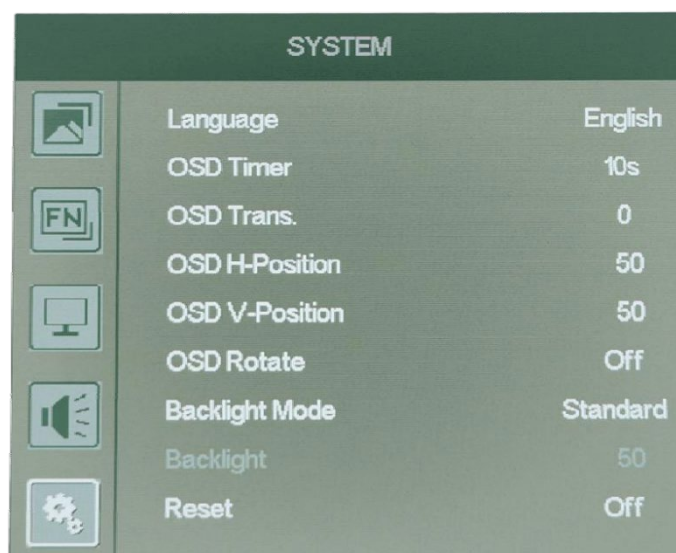 SYSTEM
Language English
OSD Timer 10s
OSD Trans. 0
FN
OSD H-Position 50
OSD V-Position 50
OSD Rotate Off
Backlight Mode Standard
Backlight 50
Reset Off